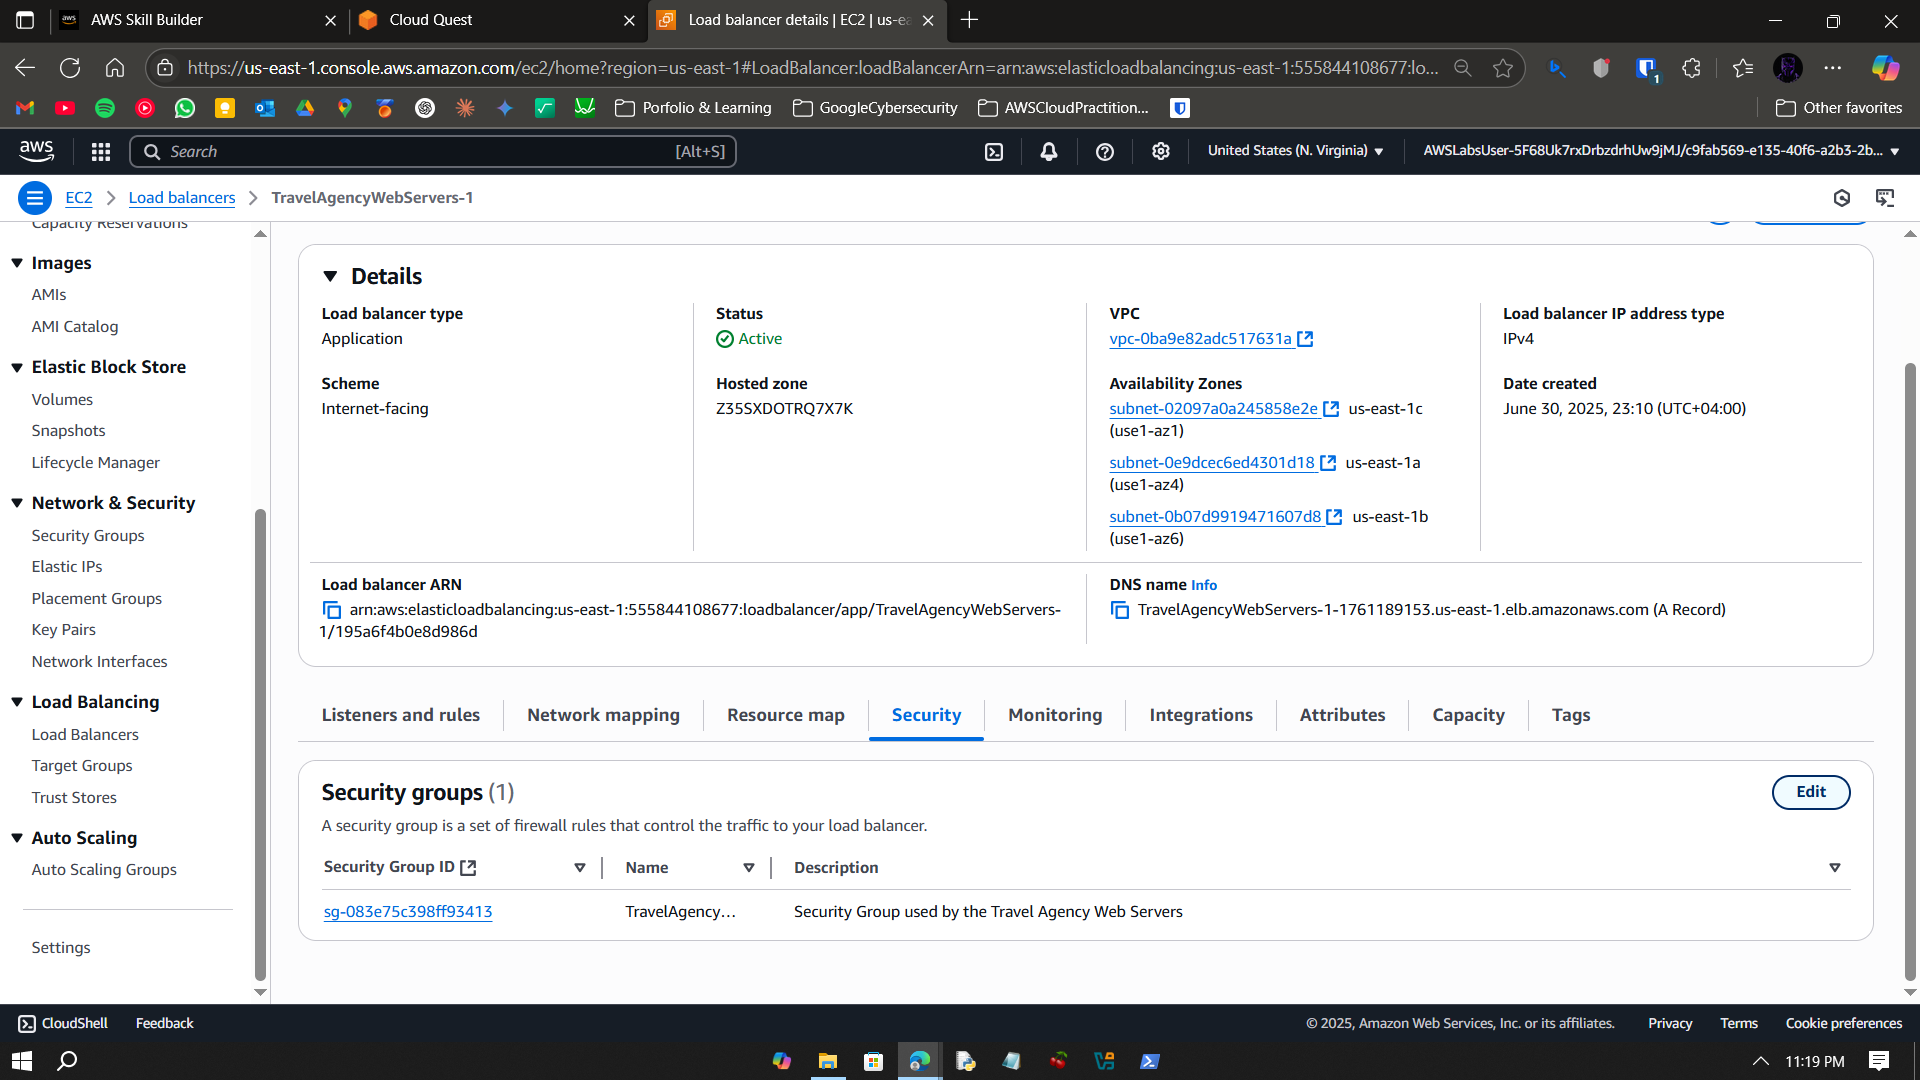 AWS Skill Builder
Cloud Quest
Load balancer details | EC2 | us-ea
https://us-east-1.console.aws.amazon.com/ec2/home?region=us-east-1#LoadBalancer:loadBalancerArn=arn:aws:elasticloadbalancing:us-east-1:555844108677:lo...
1
Porfolio & Learning
GoogleCybersecurity
AWSCloudPractition...
Other favorites
aws
Search
[Alt+S]
United States (N. Virginia)
AWSLabsUser-5F68Uk7rxDrbzdrhUw9jMJ/c9fab569-e135-40f6-a2b3-2b...
EC2
Load balancers
TravelAgencyWebServers-1
Capacity Reservations
Images
AMIs
AMI Catalog
Elastic Block Store
Volumes
Snapshots
Lifecycle Manager
Network & Security
Security Groups
Elastic IPs
Placement Groups
Key Pairs
Network Interfaces
Load Balancing
Load Balancers
Target Groups
Trust Stores
Auto Scaling
Auto Scaling Groups
Settings
Details
Load balancer type
Application
Status
Active
VPC
vpc-0ba9e82adc517631a
Load balancer IP address type
IPv4
Scheme
Internet-facing
Hosted zone
Z35SXDOTRQ7X7K
Availability Zones
subnet-02097a0a245858e2e us-east-1c
(use1-az1)
subnet-0e9dcec6ed4301d18 us-east-1a
(use1-az4)
subnet-0b07d9919471607d8 us-east-1b
(use1-az6)
Date created
June 30, 2025, 23:10 (UTC+04:00)
Load balancer ARN
arn:aws:elasticloadbalancing:us-east-1:555844108677:loadbalancer/app/TravelAgencyWebServers-
1/195a6f4b0e8d986d
DNS name Info
TravelAgencyWebServers-1-1761189153.us-east-1.elb.amazonaws.com (A Record)
Listeners and rules
Network mapping
Resource map
Security
Monitoring
Integrations
Attributes
Capacity
Tags
Security groups (1)
Edit
A security group is a set of firewall rules that control the traffic to your load balancer.
Security Group ID
Name
Description
sg-083e75c398ff93413
TravelAgency...
Security Group used by the Travel Agency Web Servers
CloudShell
Feedback
© 2025, Amazon Web Services, Inc. or its affiliates.
Privacy
Terms
Cookie preferences
11:19 PM